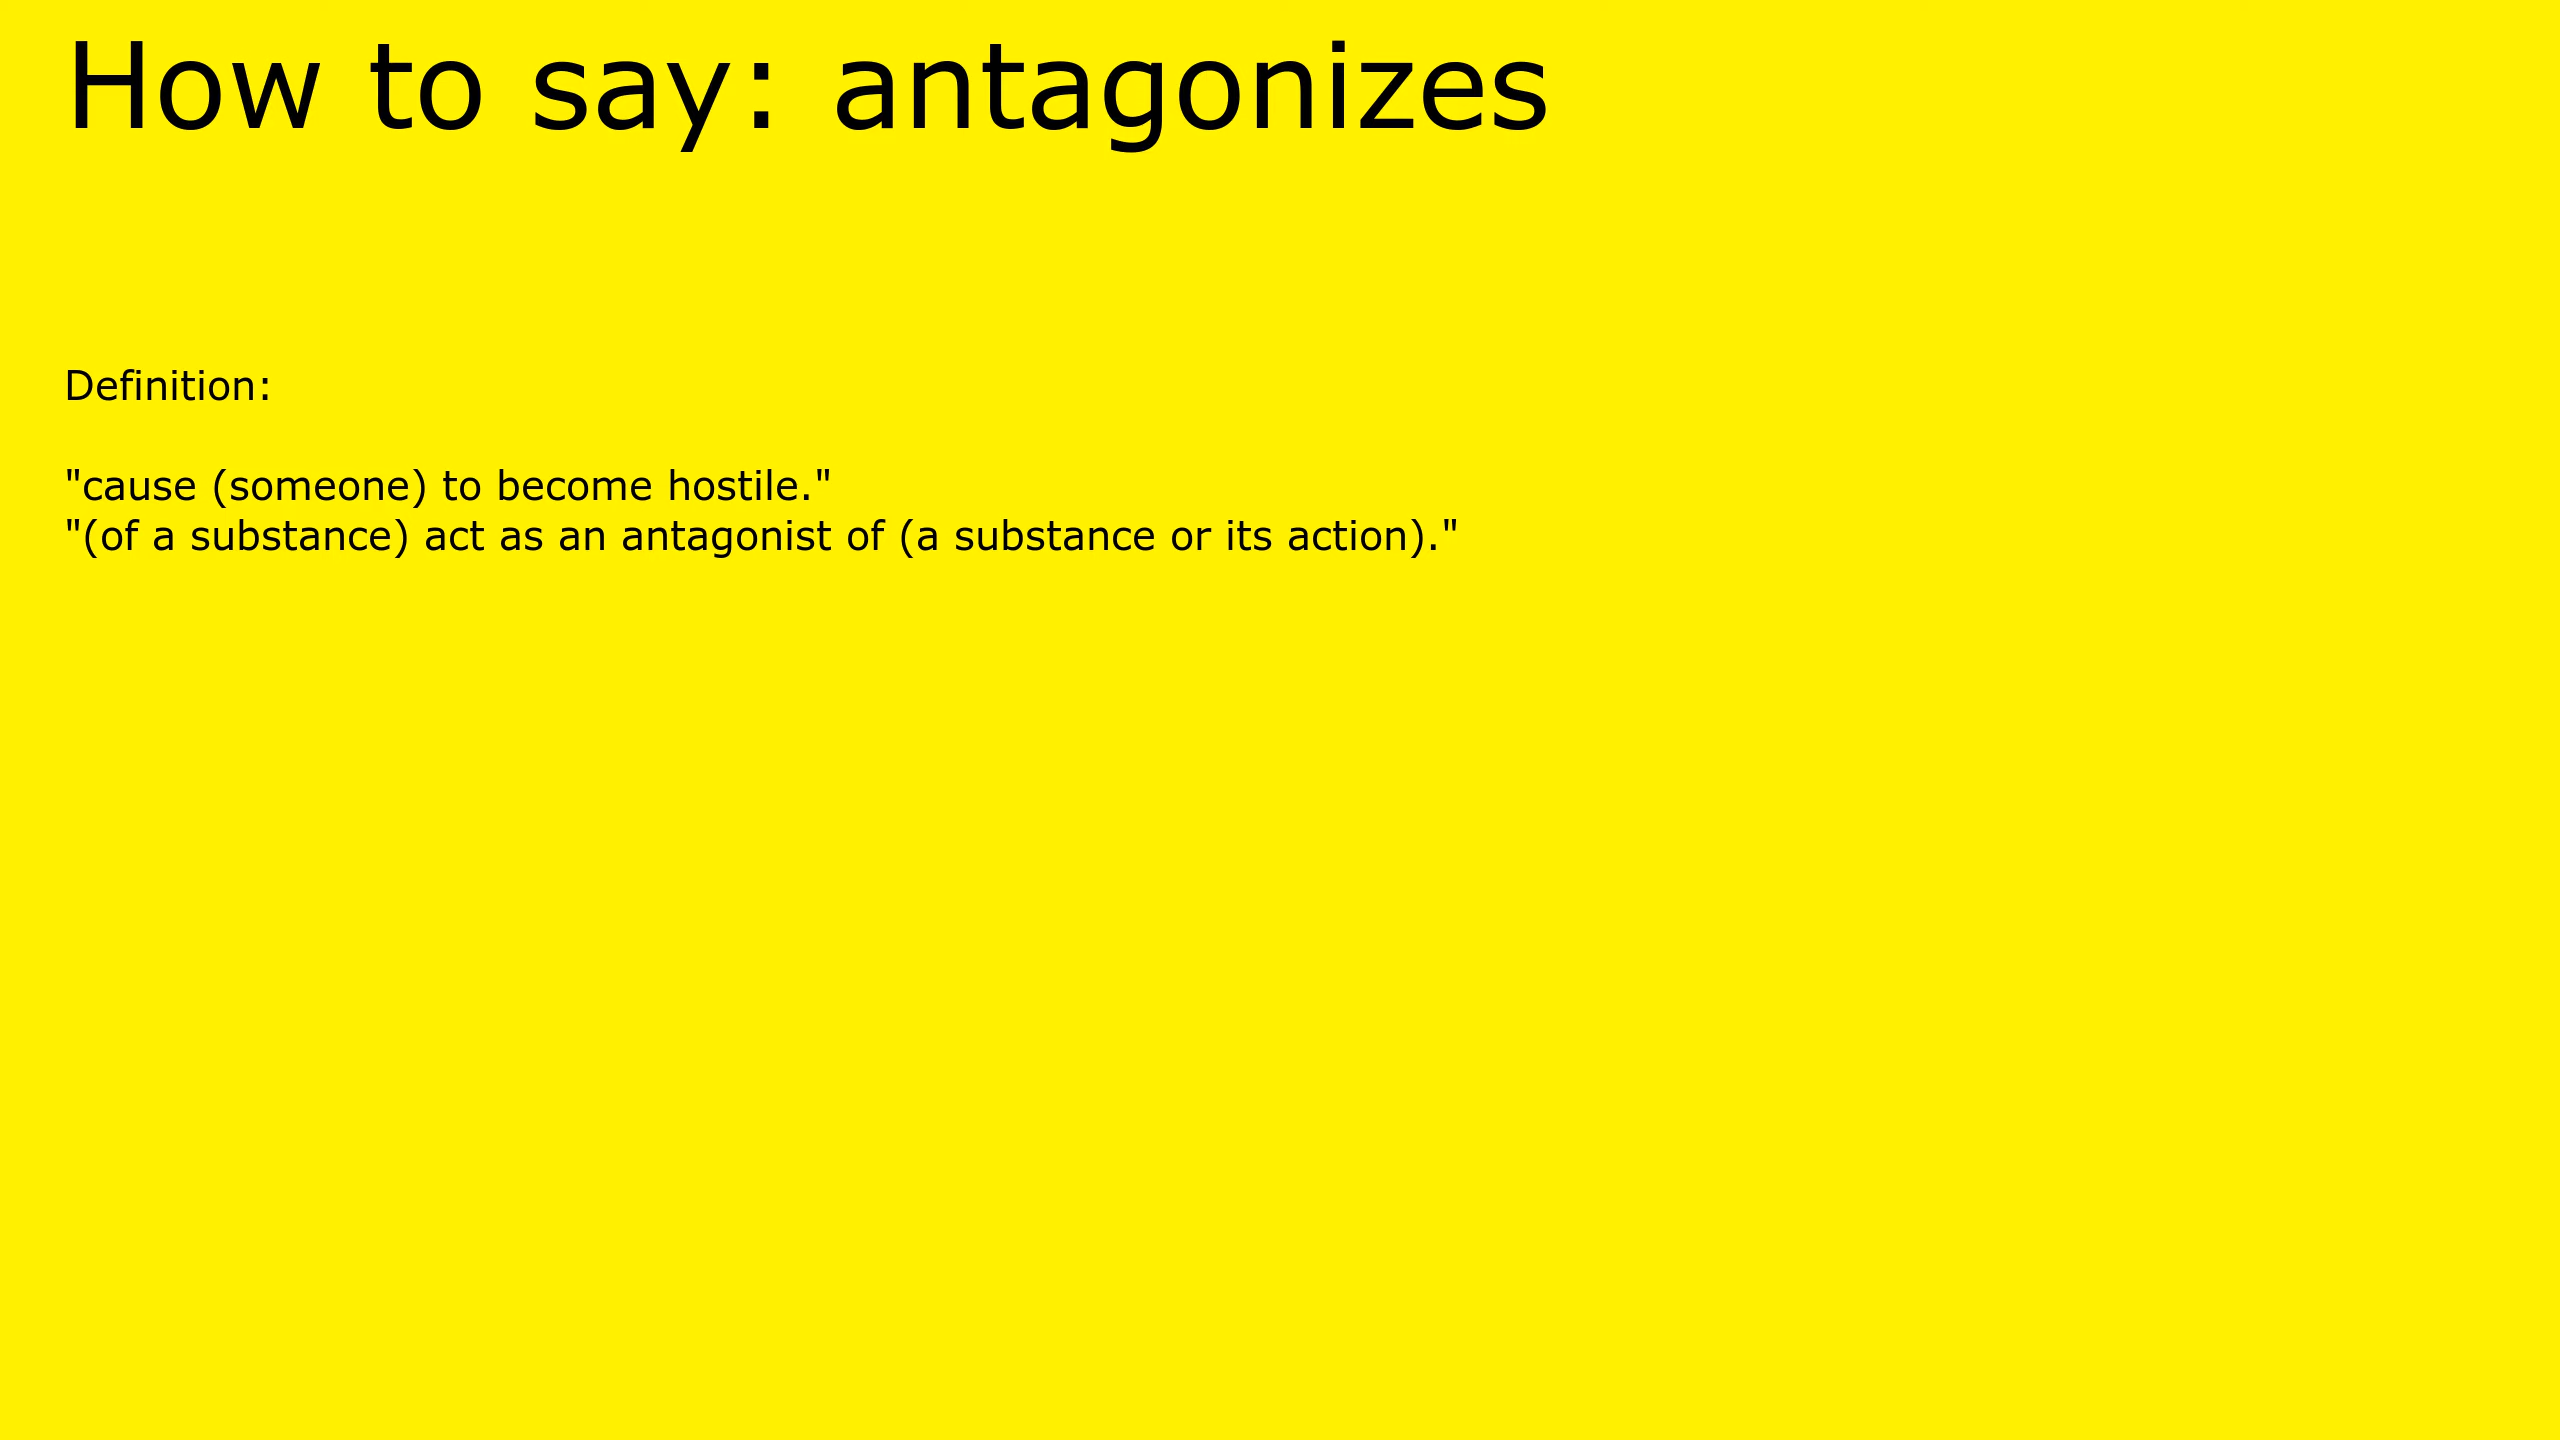 How to say: antagonizes
Definition:
"cause (someone) to become hostile."
"(of a substance) act as an antagonist of (a substance or its action)."